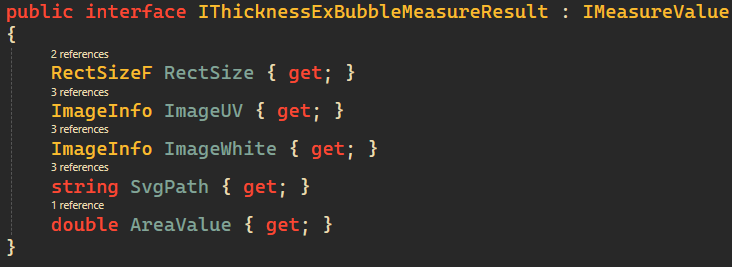 public interface IThicknessExBubbleMeasureResult : IMeasureValue
{
2 references
RectSizeF RectSize { get; }
3 references
ImageInfo ImageUV { get; }
3 references
ImageInfo ImageWhite { get; }
3 references
string SvgPath { get; }
1 reference
double AreaValue { get; }
}